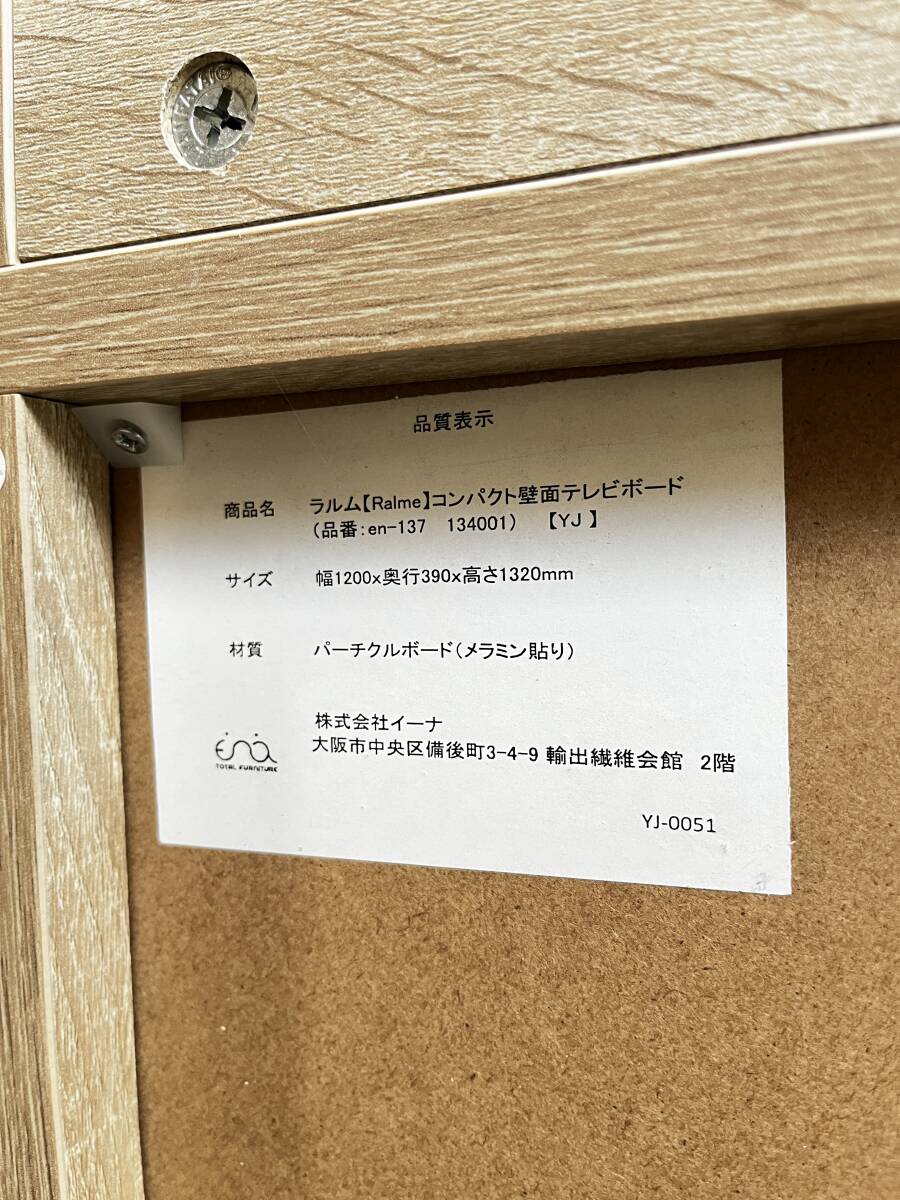 品質表示
商品名 ラルム【Ralme】コンパクト壁面テレビボード
(品番:en-137 134001) 【YJ】
サイズ 幅1200x奥行390x高さ1320mm
材質 パーチクルボード(メラミン貼り)
株式会社イーナ
ena 大阪市中央区備後町3-4-9 輸出繊維会館 2階
TOTAL FURNITURE
YJ-0051